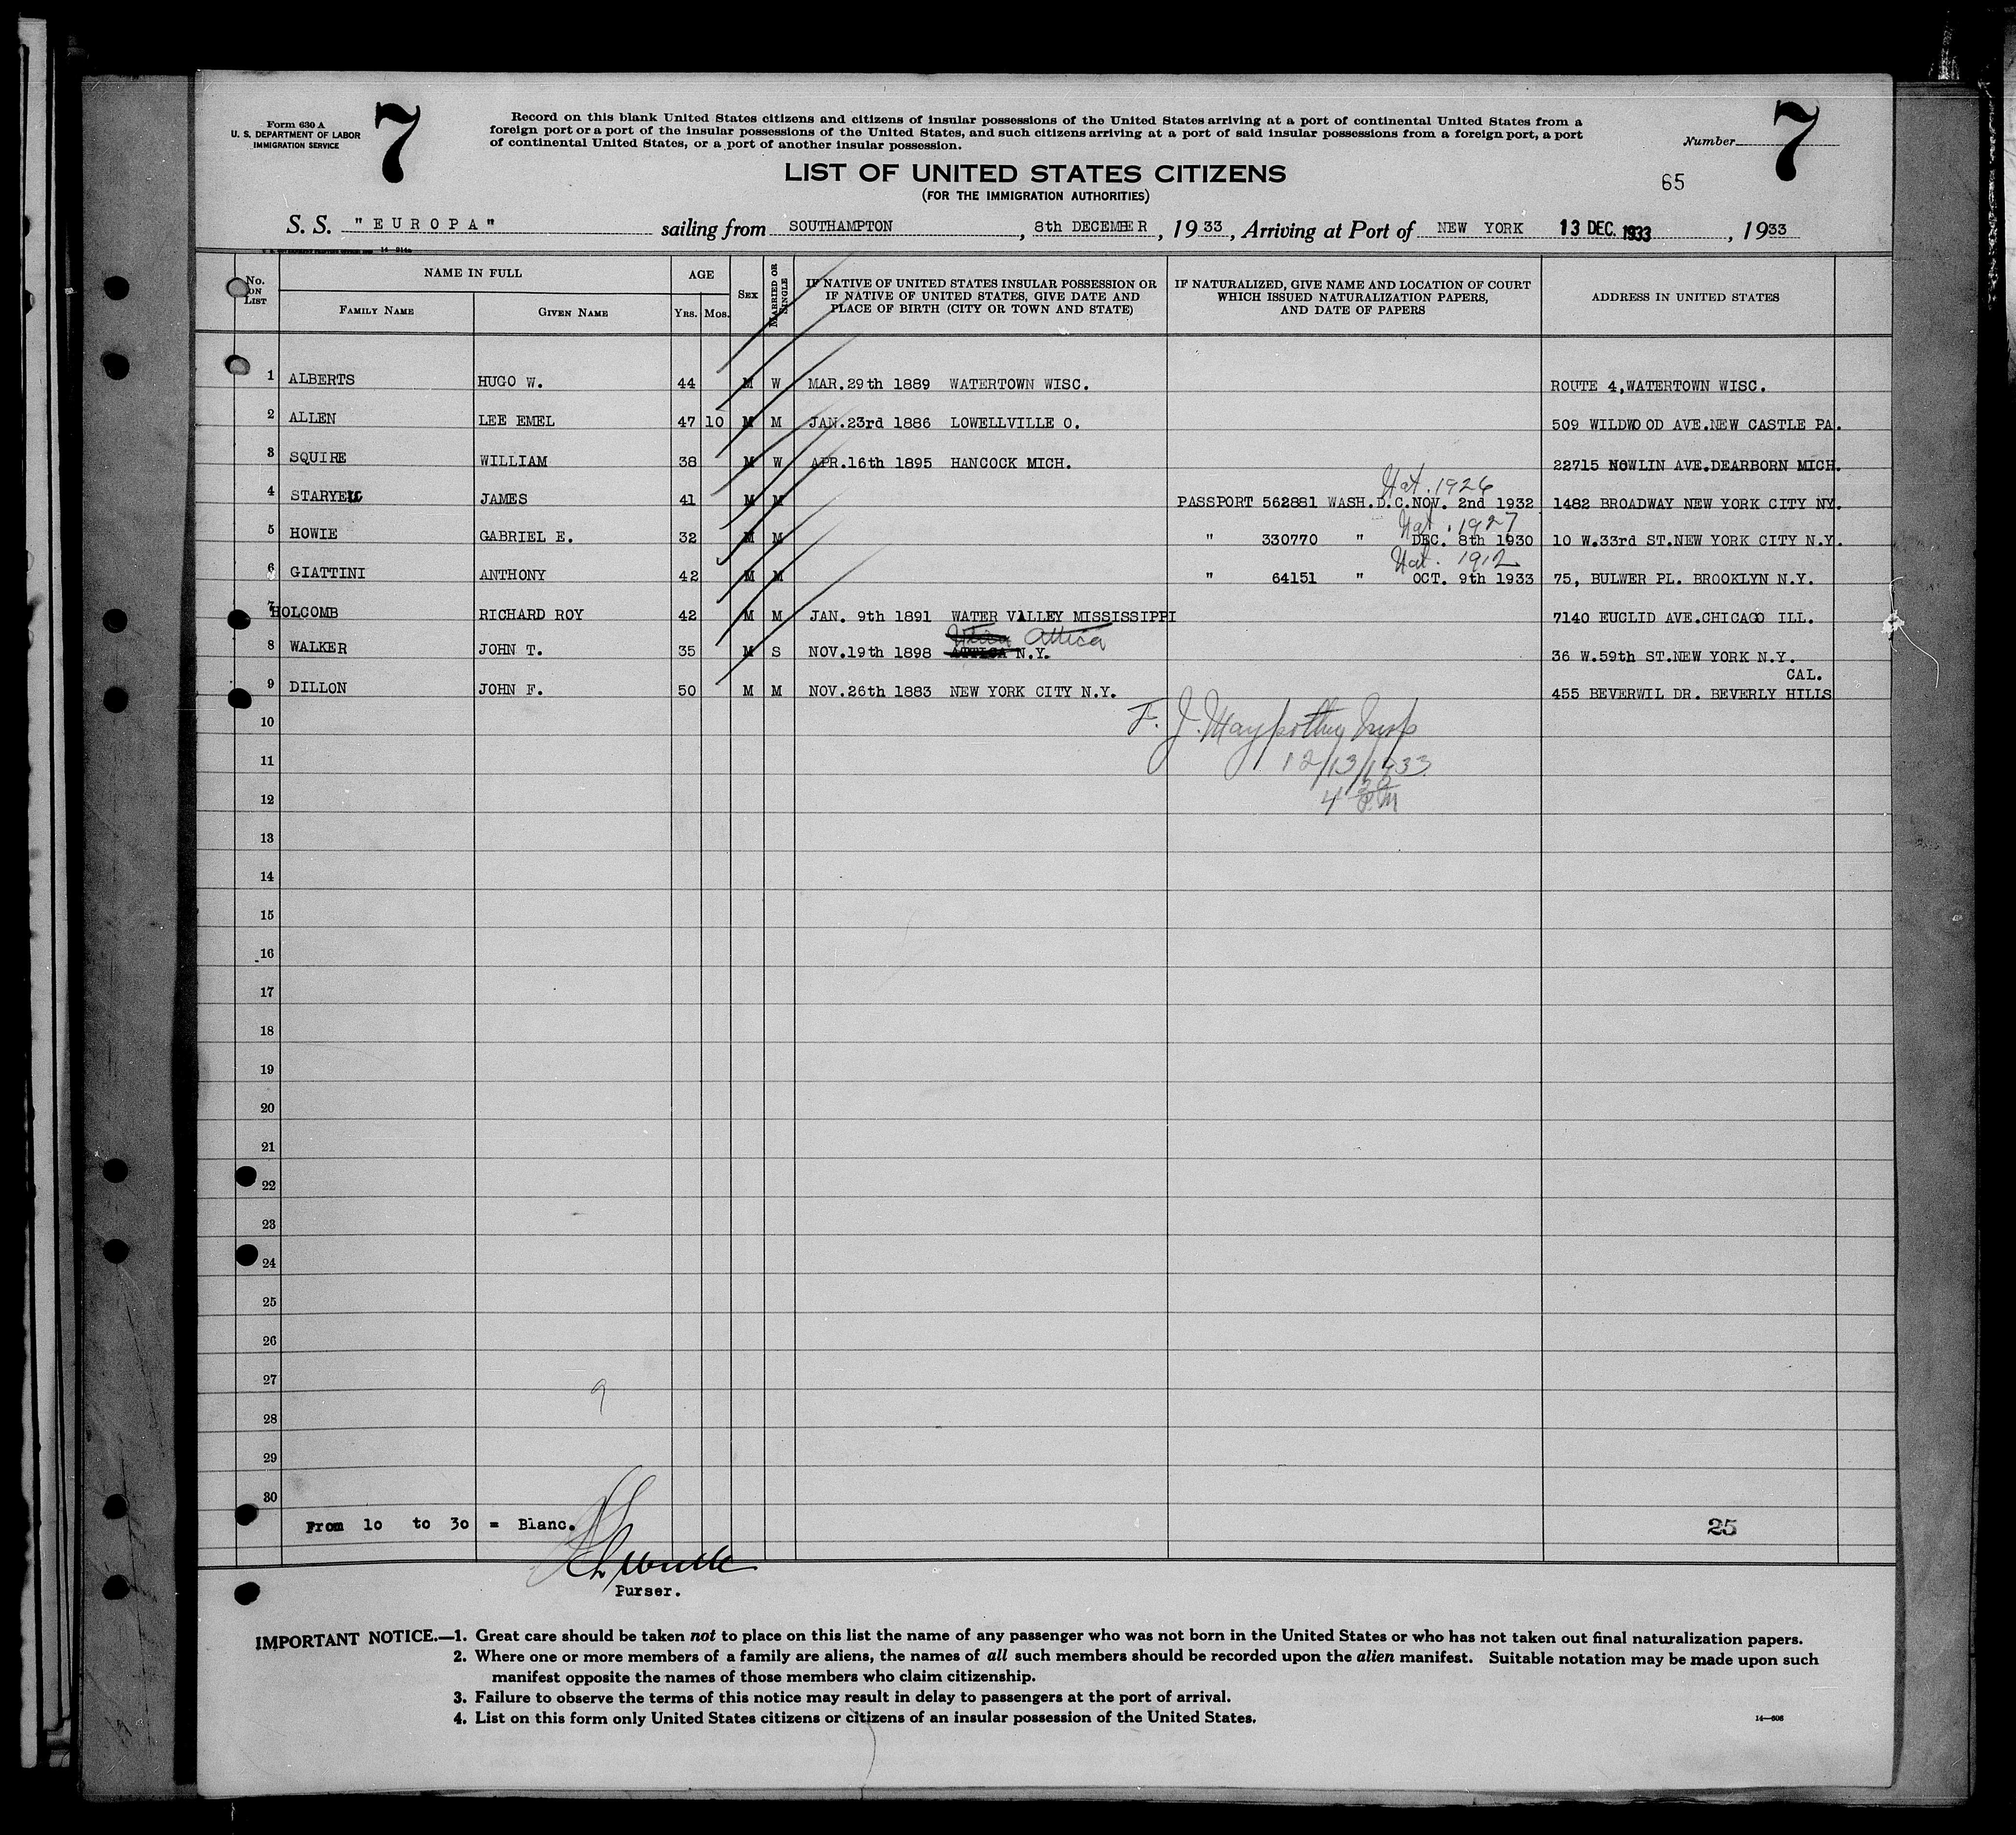 Form 630 A
U. S. DEPARTMENT OF LABOR
IMMIGRATION SERVICE
7
Record on this blank United States citizens and citizens of insular possessions of the United States arriving at a port of continental United States from a
foreign port or a port of the insular possessions of the United States, and such citizens arriving at a port of said insular possessions from a foreign port, a port
of continental United States, or a port of another insular possession.
Number 7
LIST OF UNITED STATES CITIZENS
(FOR THE IMMIGRATION AUTHORITIES)
65
S. S. "EUROPA" sailing from SOUTHAMPTON, 8th DECEMBER, 1933, Arriving at Port of NEW YORK 13 DEC. 1933, 1933
No. ON LIST
NAME IN FULL
FAMILY NAME
GIVEN NAME
AGE
YRS. MOS.
SEX
MARRIED OR SINGLE
IF NATIVE OF UNITED STATES INSULAR POSSESSION OR
IF NATIVE OF UNITED STATES, GIVE DATE AND
PLACE OF BIRTH (CITY OR TOWN AND STATE)
IF NATURALIZED, GIVE NAME AND LOCATION OF COURT
WHICH ISSUED NATURALIZATION PAPERS,
AND DATE OF PAPERS
ADDRESS IN UNITED STATES
1 ALBERTS HUGO W. 44 M W MAR.29th 1889 WATERTOWN WISC. ROUTE 4,WATERTOWN WISC.
2 ALLEN LEE EMEL 47 10 M M JAN.23rd 1886 LOWELLVILLE O. 509 WILDWOOD AVE.NEW CASTLE PA.
3 SQUIRE WILLIAM 38 M W APR.16th 1895 HANCOCK MICH. 22715 NOWLIN AVE.DEARBORN MICH.
Nat. 1926
4 JAMES 41 M M PASSPORT 562881 WASH.D.C.NOV. 2nd 1932 1482 BROADWAY NEW YORK CITY NY.
Nat. 1927
5 HOWIE GABRIEL E. 32 M M " 330770 " DEC. 8th 1930 10 W.33rd ST.NEW YORK CITY N.Y.
Nat. 1912
6 GIATTINI ANTHONY 42 M M " 64151 " OCT. 9th 1933 75, BULWER PL. BROOKLYN N.Y.
7 HOLCOMB RICHARD ROY 42 M M JAN. 9th 1891 WATER VALLEY MISSISSIPPI 7140 EUCLID AVE.CHICAGO ILL.
Attica
8 WALKER JOHN T. 35 M S NOV.19th 1898 ATTICA N.Y. 36 W.59th ST.NEW YORK N.Y.
CAL.
9 DILLON JOHN F. 50 M M NOV.26th 1883 NEW YORK CITY N.Y. 455 BEVERWIL DR. BEVERLY HILLS
10
F. J. Insp
11
12/13/1933
12
4 P.M
13
14
15
16
17
18
19
20
21
22
23
24
25
26
27
9
28
29
30
From 10 to 30 = Blanc.
25
Purser.
IMPORTANT NOTICE.—1. Great care should be taken not to place on this list the name of any passenger who was not born in the United States or who has not taken out final naturalization papers.
2. Where one or more members of a family are aliens, the names of all such members should be recorded upon the alien manifest. Suitable notation may be made upon such
manifest opposite the names of those members who claim citizenship.
3. Failure to observe the terms of this notice may result in delay to passengers at the port of arrival.
4. List on this form only United States citizens or citizens of an insular possession of the United States.